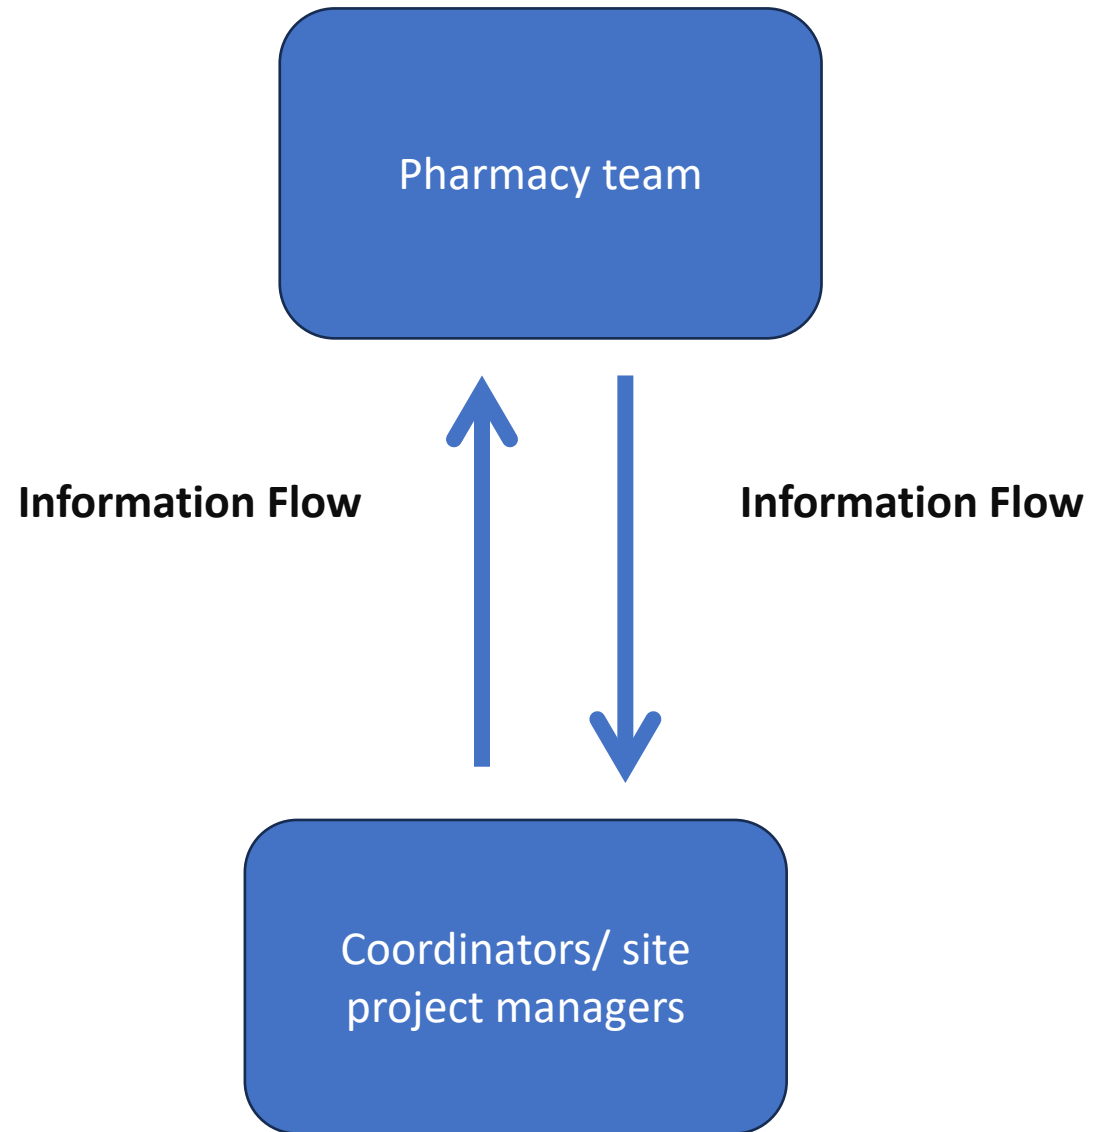 Pharmacy team
Information Flow
Information Flow
Coordinators/ site
project managers